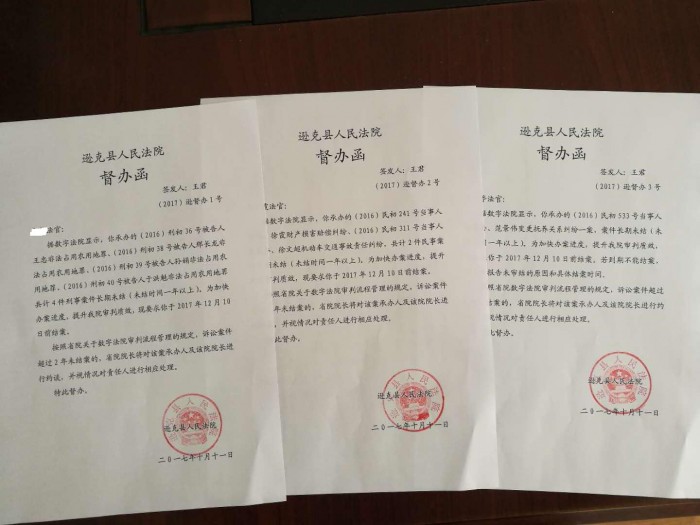 逊克县人民法院
督办函
签发人：王君
（2017）逊督办1号
法官：
据数字法院显示，你承办的（2016）刑初36号被告人
王忠非法占用农用地罪、（2016）刑初38号被告人
法占用农用地罪、（2016）刑初39号被告人孙 法占用
农用地罪、（2016）刑初40号被告人 非法占用农用地罪，
共计4件刑事案件长期未结（未结时间一年以上），为加快
办案进度，提升我院审判质效，现要求你于2017年12月10
日前结案。
按照省院关于数字法院审判流程管理的规定，诉讼案件
超过2年未结案的，省院院长将对该案承办人及该院院长进
行约谈，并视情况对责任人进行相应处理。
特此督办。
逊克县人民法院
二〇一七年十月十一日
逊克县人民法院
督办函
签发人：王君
（2017）逊督办2号
法官：
数字法院显示，你承办的（2016）民初241号当事人
徐霞财产损害赔偿纠纷、（2016）民初311号当事人
、徐文超机动车交通事故责任纠纷，共计2件民事案
未结（未结时间一年以上），为加快办案进度，提升
判质效，现要求你于2017年12月10日前结案。
省院关于数字法院审判流程管理的规定，诉讼案件
年未结案的，省院院长将对该案承办人及该院院长
，并视情况对责任人进行相应处理。
此督办。
逊克县人民法院
二〇一七年十月十一日
逊克县人民法院
督办函
签发人：王君
（2017）逊督办3号
法官：
数字法院显示，你承办的（2016）民初533号当事人
、范景伟买卖托养关系纠纷一案，案件长期未结（
一年以上），为加快办案进度，提升我院审判质效，
于2017年12月10日前结案。若到期不能结案，
报告未审结的原因和具体结案时间。
照省院关于数字法院审判流程管理的规定，诉讼案件
年未结案的，省院院长将对该案承办人及该院院长进行约
，并视情况对责任人进行相应处理。
此督办。
逊克县人民法院
二〇一七年十月十一日